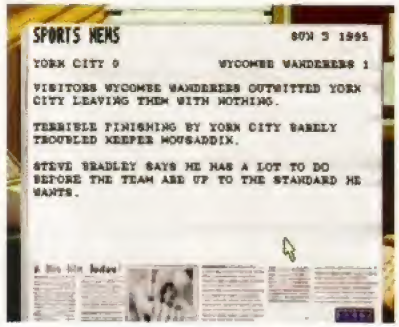 SPORTS NEWS
SUN 3 1995
YORK CITY 0 WYCOMBE WANDERERS 1
VISITORS WYCOMBE WANDERERS OUTWITTED YORK
CITY LEAVING THEM WITH NOTHING.
TERRIBLE FINISHING BY YORK CITY BARELY
TROUBLED KEEPER MOUSADDIK.
STEVE BRADLEY SAYS HE HAS A LOT TO DO
BEFORE THE TEAM ARE UP TO THE STANDARD HE
WANTS.
EXIT